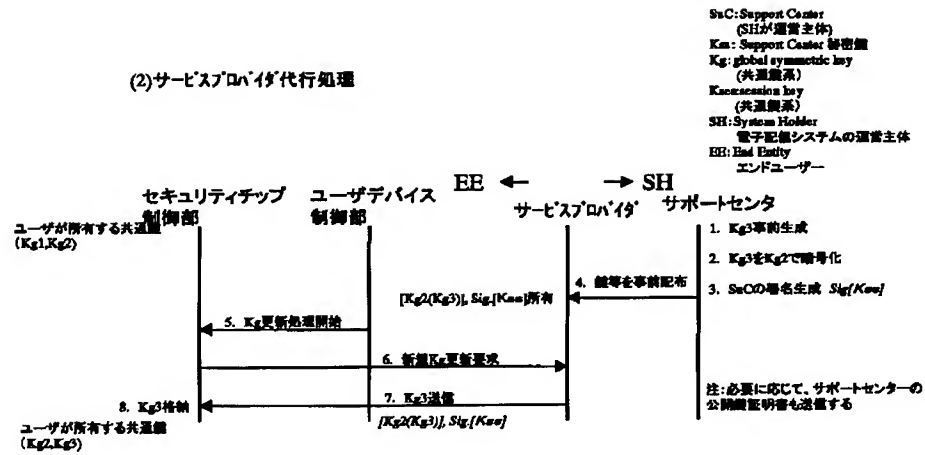 SuC:Support Center
(SHが運営主体)
Kss: Support Center 秘密鍵
Kg: global symmetric key
(共通鍵系)
Kses:session key
(共通鍵系)
SH:System Holder
電子配信システムの運営主体
EE: End Entity
エンドユーザー
(2)サービスプロバイダ代行処理
EE ← → SH
セキュリティチップ
制御部
ユーザデバイス
制御部
サービスプロバイダ
サポートセンタ
ユーザが所有する共通鍵
(Kg1,Kg2)
1. Kg3事前生成
2. Kg3をKg2で暗号化
3. SuCの署名生成 Sig[Kss]
4. 鍵等を事前配布
[Kg2(Kg3)], Sig.[Kss]所有
5. Kg更新処理開始
6. 新規Kg更新要求
7. Kg3送信
[Kg2(Kg3)], Sig.[Kss]
8. Kg3格納
ユーザが所有する共通鍵
(Kg2,Kg3)
注:必要に応じて、サポートセンターの
公開鍵証明書も送信する